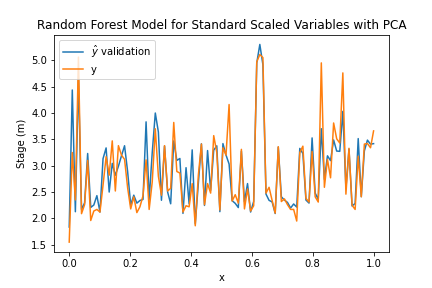 Random Forest Model for Standard Scaled Variables with PCA
ŷ validation
y
Stage (m)
5.0
4.5
4.0
3.5
3.0
2.5
2.0
1.5
0.0 0.2 0.4 0.6 0.8 1.0
x